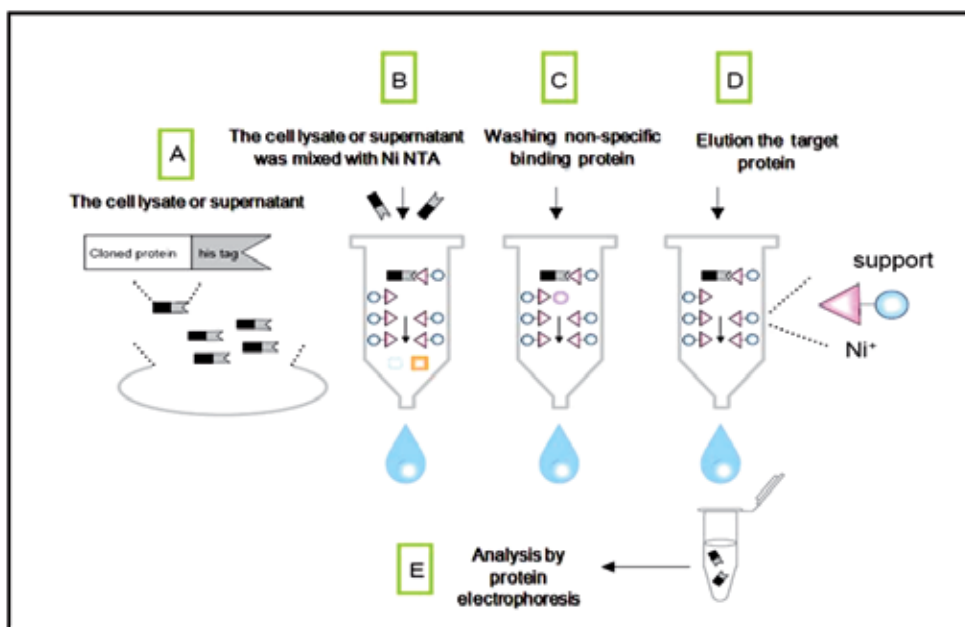 A
The cell lysate or supernatant
Cloned protein
his tag
B
The cell lysate or supernatant
was mixed with Ni NTA
C
Washing non-specific
binding protein
D
Elution the target
protein
support
Ni⁺
E
Analysis by
protein
electrophoresis